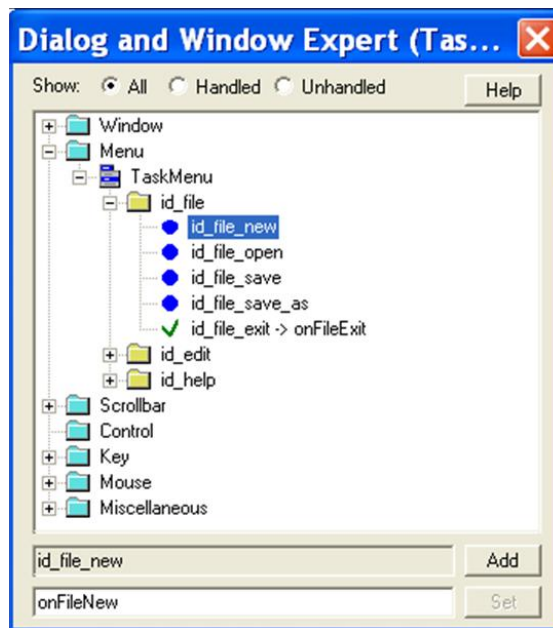 Dialog and Window Expert (Tas...
Show: All Handled Unhandled Help
Window
Menu
TaskMenu
id_file
id_file_new
id_file_open
id_file_save
id_file_save_as
id_file_exit -> onFileExit
id_edit
id_help
Scrollbar
Control
Key
Mouse
Miscellaneous
id_file_new Add
onFileNew Set